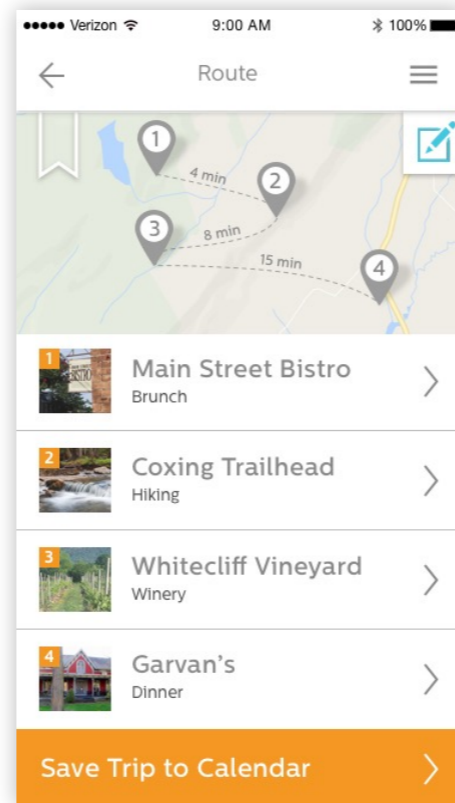 Verizon
9:00 AM
100%
Route
1
4 min
2
3
8 min
15 min
4
1
BISTRO
Main Street Bistro
Brunch
2
Coxing Trailhead
Hiking
3
Whitecliff Vineyard
Winery
4
Garvan's
Dinner
Save Trip to Calendar